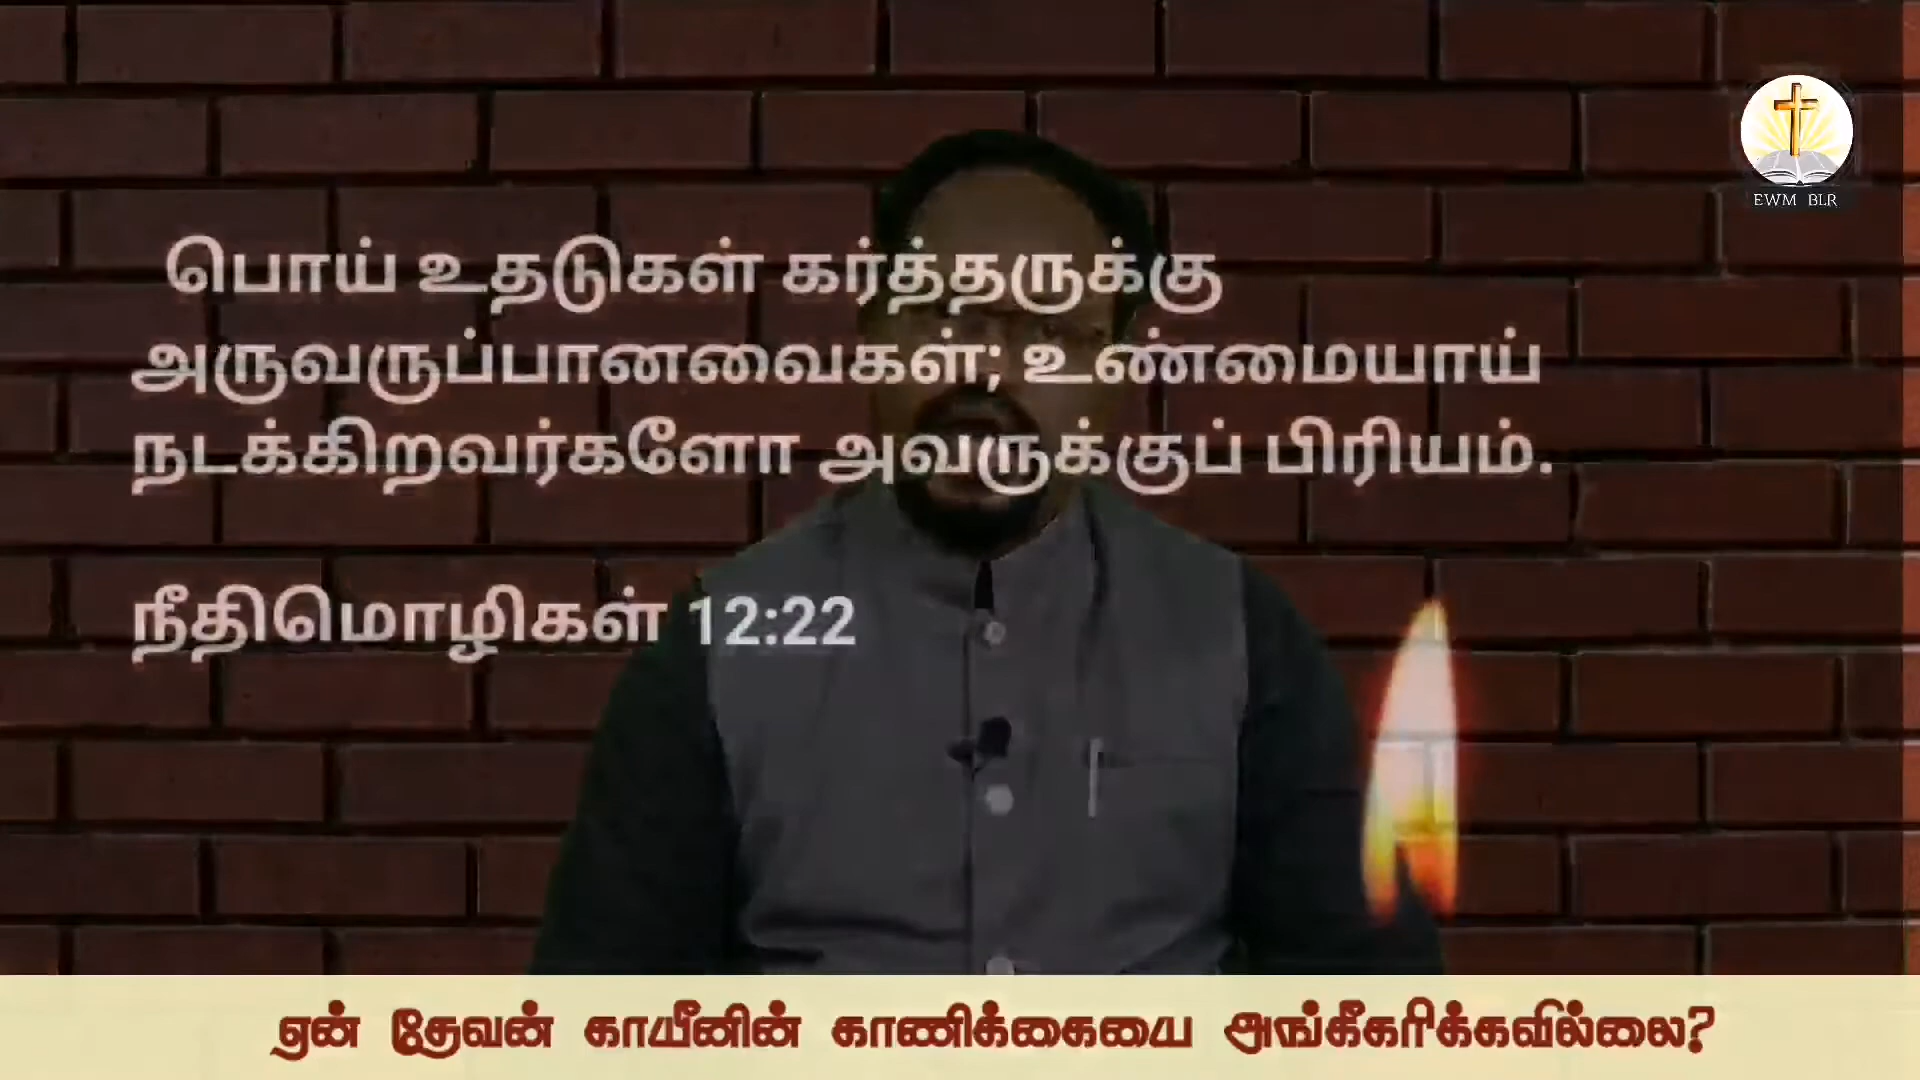 EWM BLR
பொய் உதடுகள் கர்த்தருக்கு
அருவருப்பானவைகள்; உண்மையாய்
நடக்கிறவர்களோ அவருக்குப் பிரியம்.
நீதிமொழிகள் 12:22
ஏன் தேவன் காயீனின் காணிக்கையை அங்கீகரிக்கவில்லை?